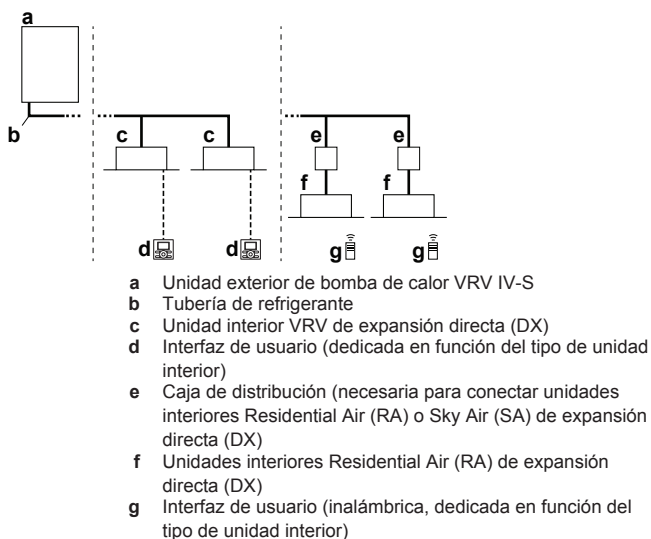 a
b
c c e e
f f
d d g g
a Unidad exterior de bomba de calor VRV IV-S
b Tubería de refrigerante
c Unidad interior VRV de expansión directa (DX)
d Interfaz de usuario (dedicada en función del tipo de unidad
interior)
e Caja de distribución (necesaria para conectar unidades
interiores Residential Air (RA) o Sky Air (SA) de expansión
directa (DX)
f Unidades interiores Residential Air (RA) de expansión
directa (DX)
g Interfaz de usuario (inalámbrica, dedicada en función del
tipo de unidad interior)